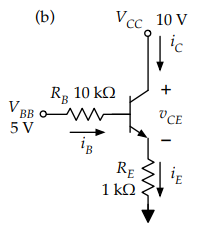 (b)
V_CC 10 V
i_C
R_B 10 kΩ
+
V_BB
5 V
v_CE
i_B
−
R_E
1 kΩ
i_E